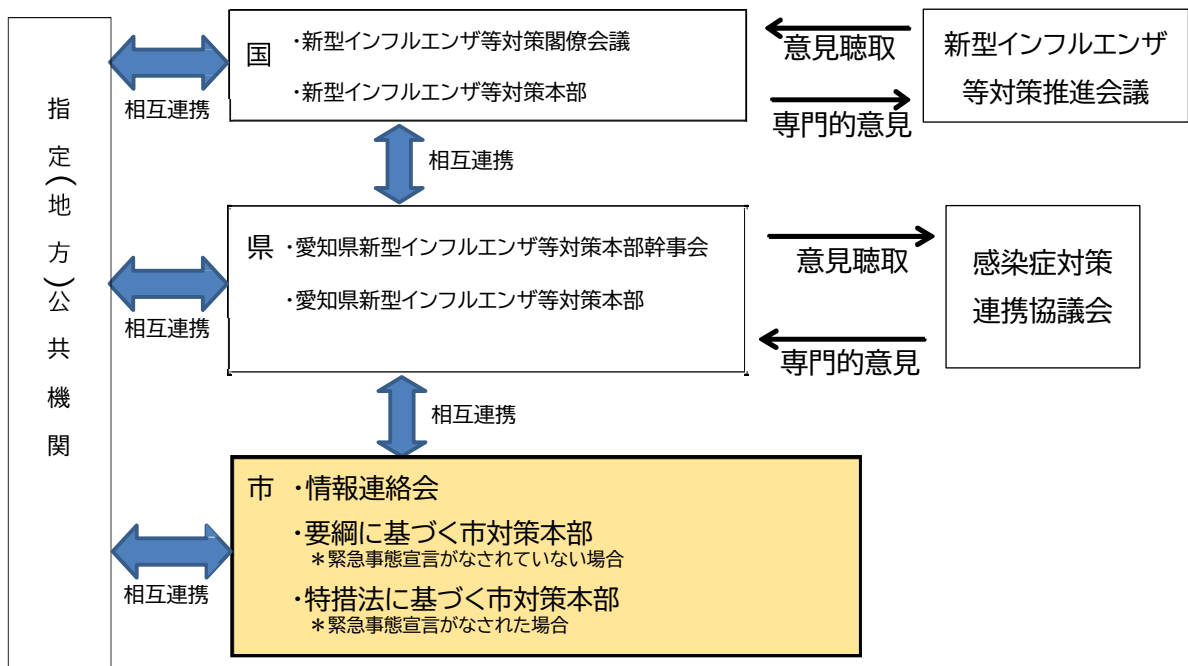 指定(地方)公共機関
相互連携
国
・新型インフルエンザ等対策閣僚会議
・新型インフルエンザ等対策本部
意見聴取
専門的意見
新型インフルエンザ
等対策推進会議
相互連携
相互連携
県
・愛知県新型インフルエンザ等対策本部幹事会
・愛知県新型インフルエンザ等対策本部
意見聴取
専門的意見
感染症対策
連携協議会
相互連携
相互連携
市
・情報連絡会
・要綱に基づく市対策本部
＊緊急事態宣言がなされていない場合
・特措法に基づく市対策本部
＊緊急事態宣言がなされた場合